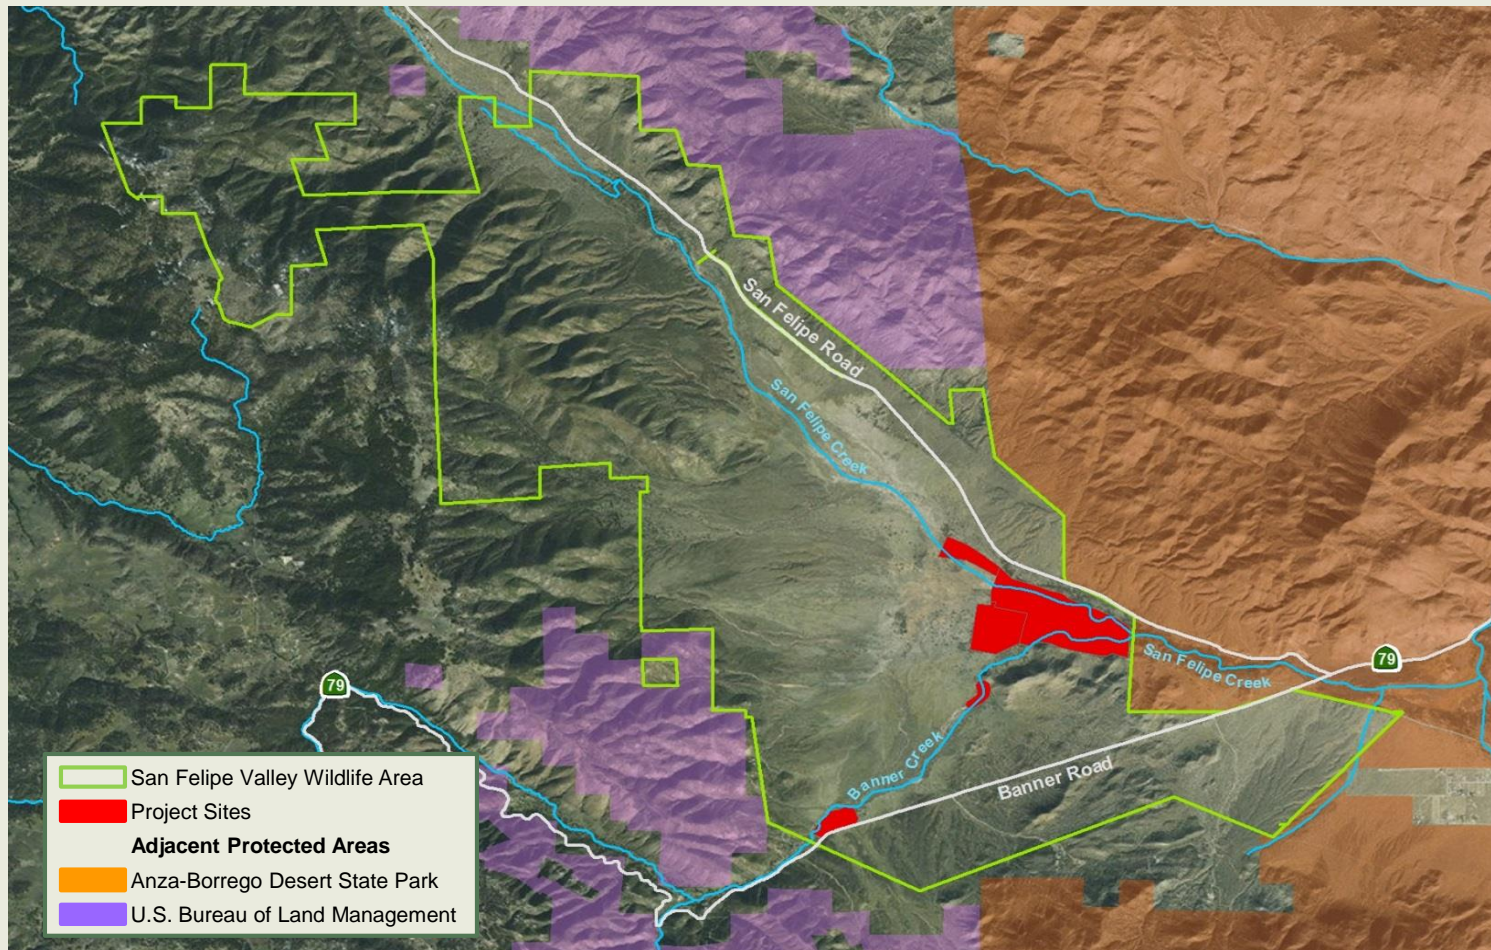 San Felipe Road
San Felipe Creek
79
San Felipe Creek
79
Banner Creek
Banner Road
San Felipe Valley Wildlife Area
Project Sites
Adjacent Protected Areas
Anza-Borrego Desert State Park
U.S. Bureau of Land Management